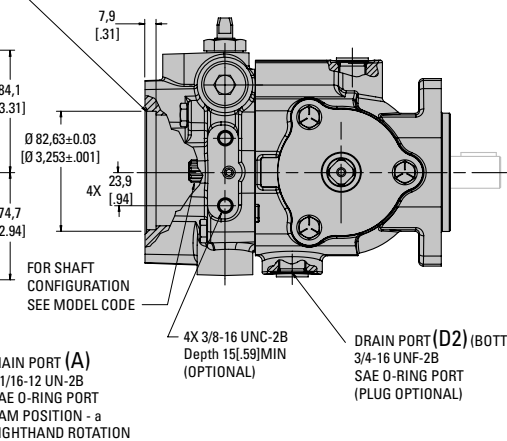 7,9
[.31]
84,1
3.31]
Ø 82,63±0.03
[Ø 3,253±.001]
4X 23,9
[.94]
74,7
2.94]
FOR SHAFT
CONFIGURATION
SEE MODEL CODE
4X 3/8-16 UNC-2B
Depth 15[.59]MIN
(OPTIONAL)
DRAIN PORT (D2) (BOTT
3/4-16 UNF-2B
SAE O-RING PORT
(PLUG OPTIONAL)
AIN PORT (A)
1/16-12 UN-2B
AE O-RING PORT
AM POSITION - a
IGHTHAND ROTATION